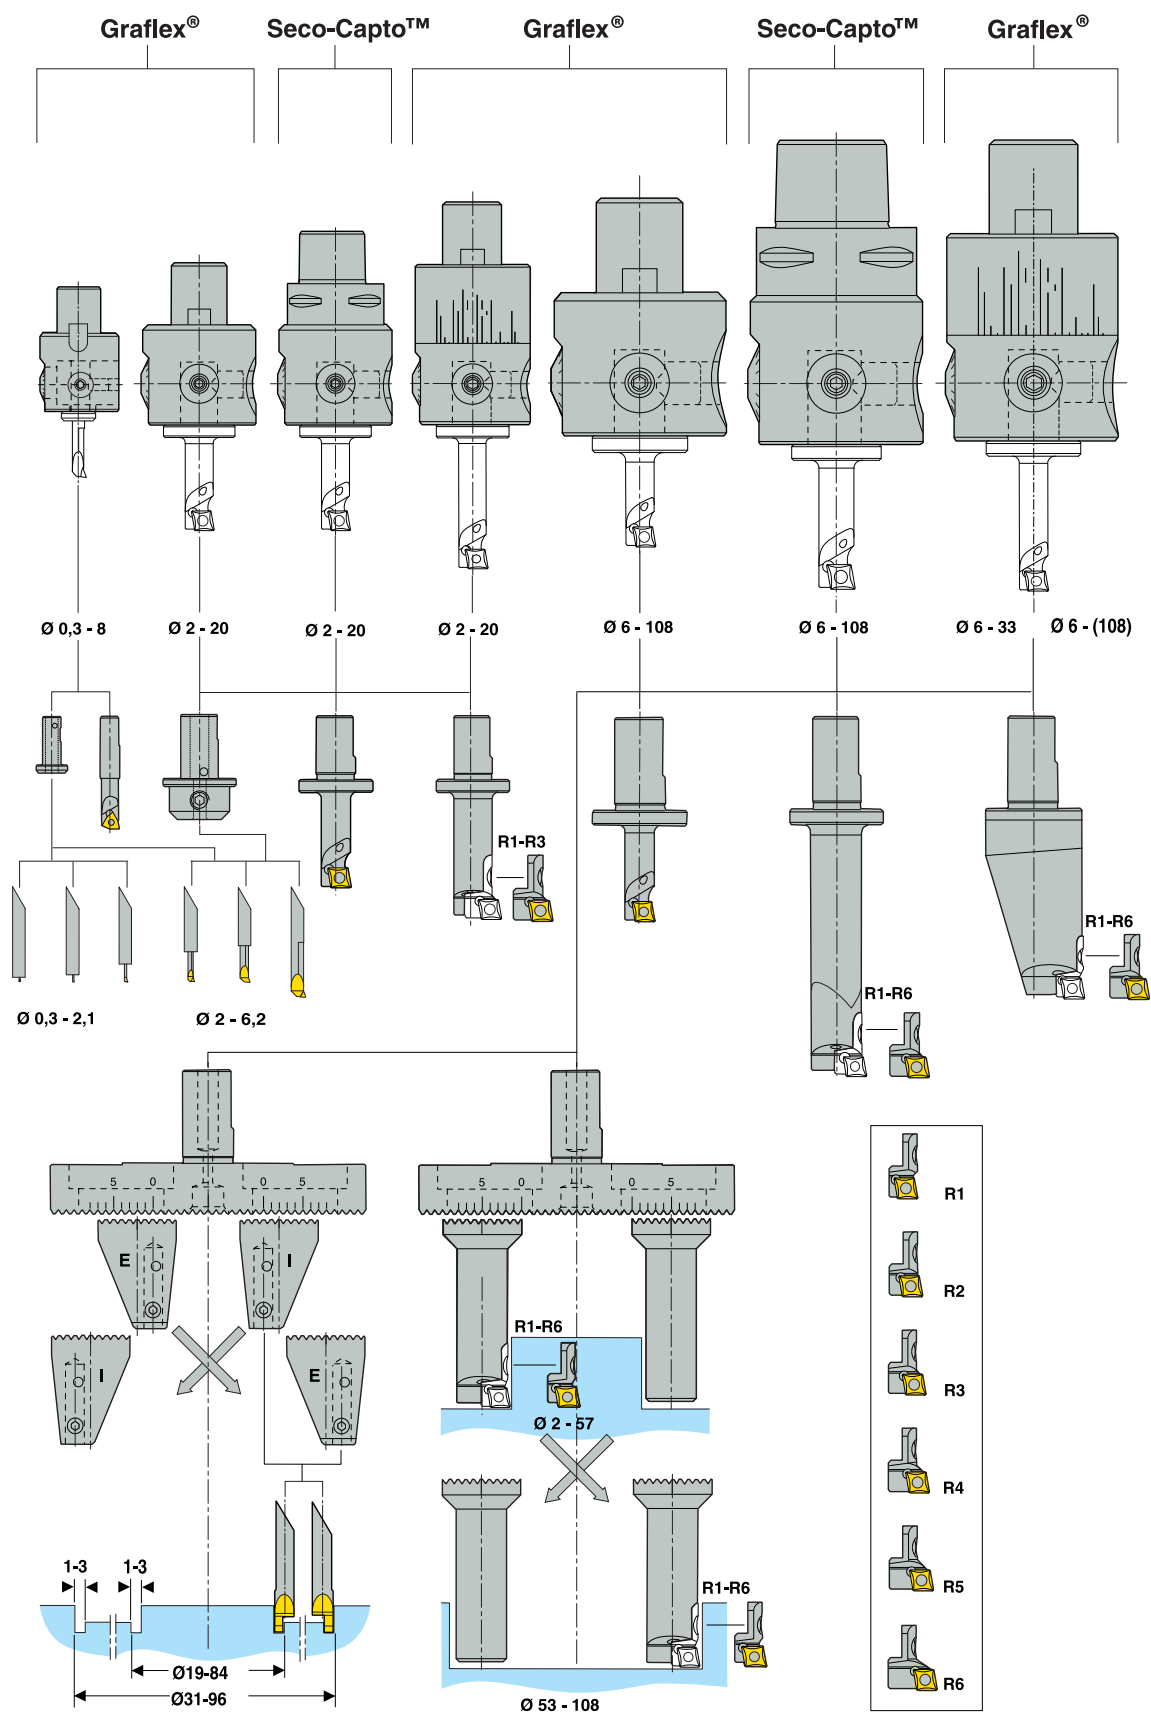 Graflex® Seco-Capto™ Graflex® Seco-Capto™ Graflex®
Ø 0,3 - 8 Ø 2 - 20 Ø 2 - 20 Ø 2 - 20 Ø 6 - 108 Ø 6 - 108 Ø 6 - 33 Ø 6 - (108)
R1-R3
R1-R6
R1-R6
Ø 0,3 - 2,1 Ø 2 - 6,2
5 0 0 5 5 0 0 5
E I
R1-R6
I E
Ø 2 - 57
R1
R2
R3
R4
R5
R6
1-3 1-3
R1-R6
Ø19-84
Ø31-96
Ø 53 - 108